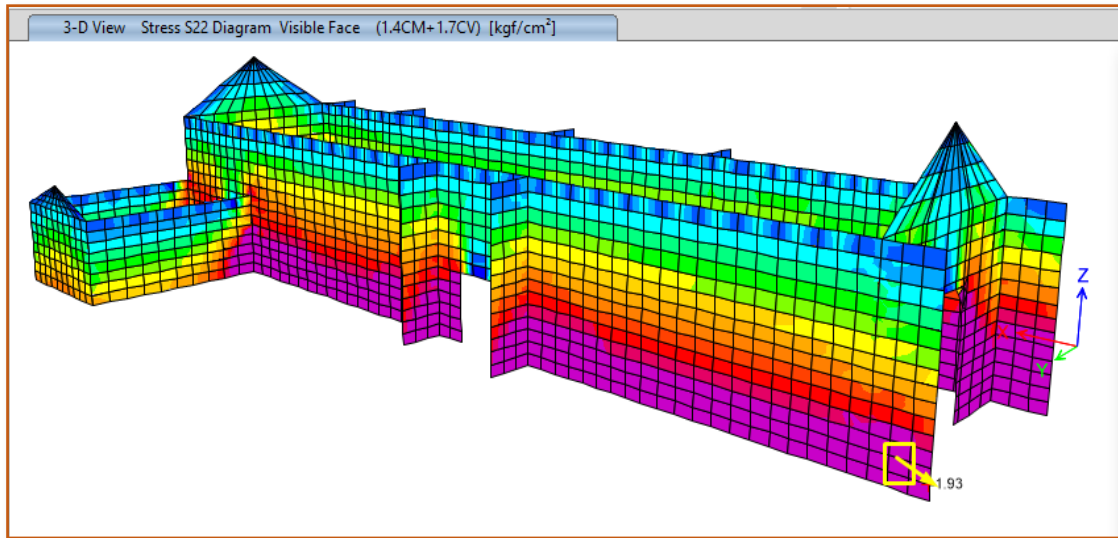 3-D View Stress S22 Diagram Visible Face (1.4CM+1.7CV) [kgf/cm²]
Z
X
Y
1.93